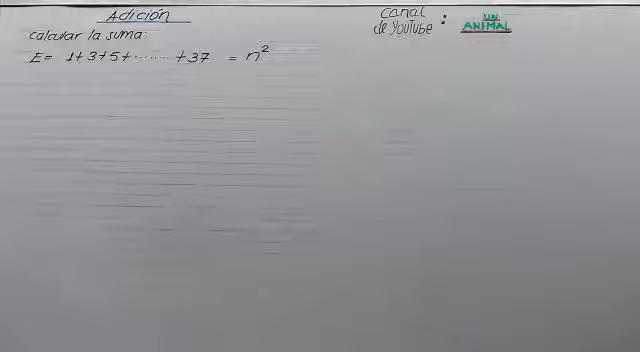 Adición
calcular la suma:
E= 1+3+5+.......+37 = n²
Canal
de YouTube :
UN
ANIMAL